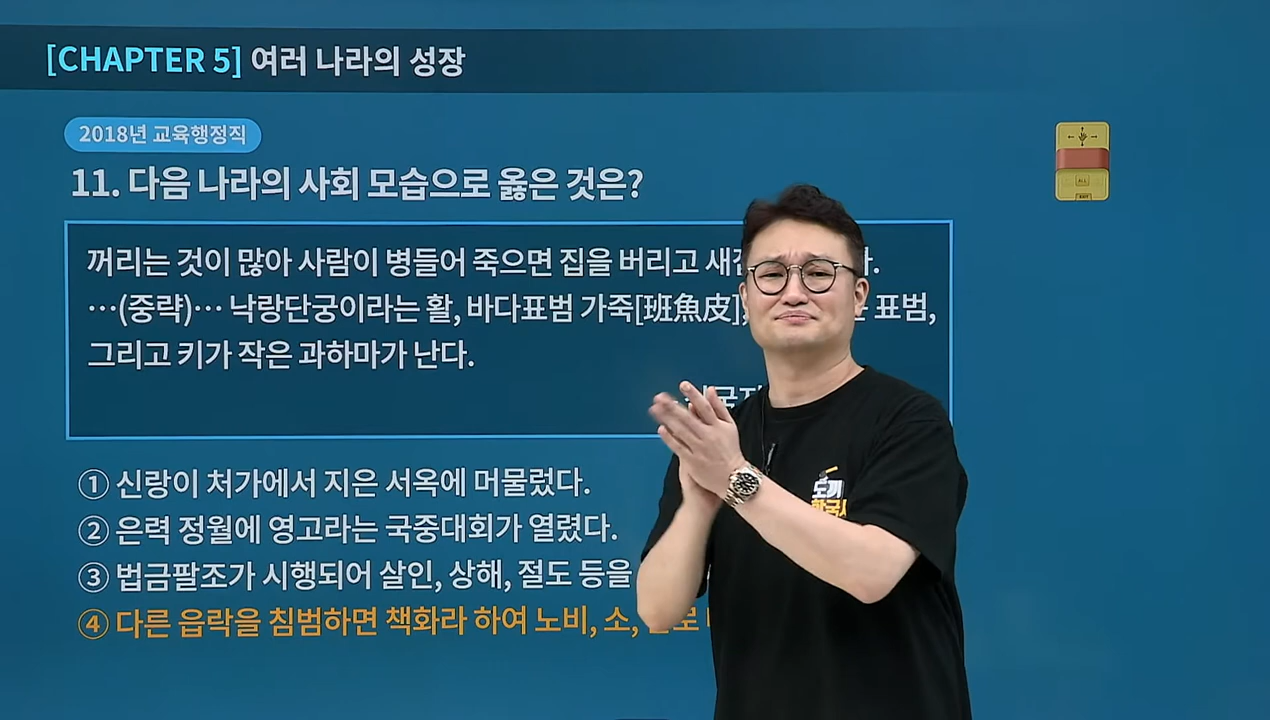 [CHAPTER 5] 여러 나라의 성장
2018년 교육행정직
11. 다음 나라의 사회 모습으로 옳은 것은?
꺼리는 것이 많아 사람이 병들어 죽으면 집을 버리고
…(중략)… 낙랑단궁이라는 활, 바다표범 가죽[班魚皮], 표범,
그리고 키가 작은 과하마가 난다.
① 신랑이 처가에서 지은 서옥에 머물렀다.
② 은력 정월에 영고라는 국중대회가 열렸다.
③ 법금팔조가 시행되어 살인, 상해, 절도 등을
④ 다른 읍락을 침범하면 책화라 하여 노비, 소,
ALL